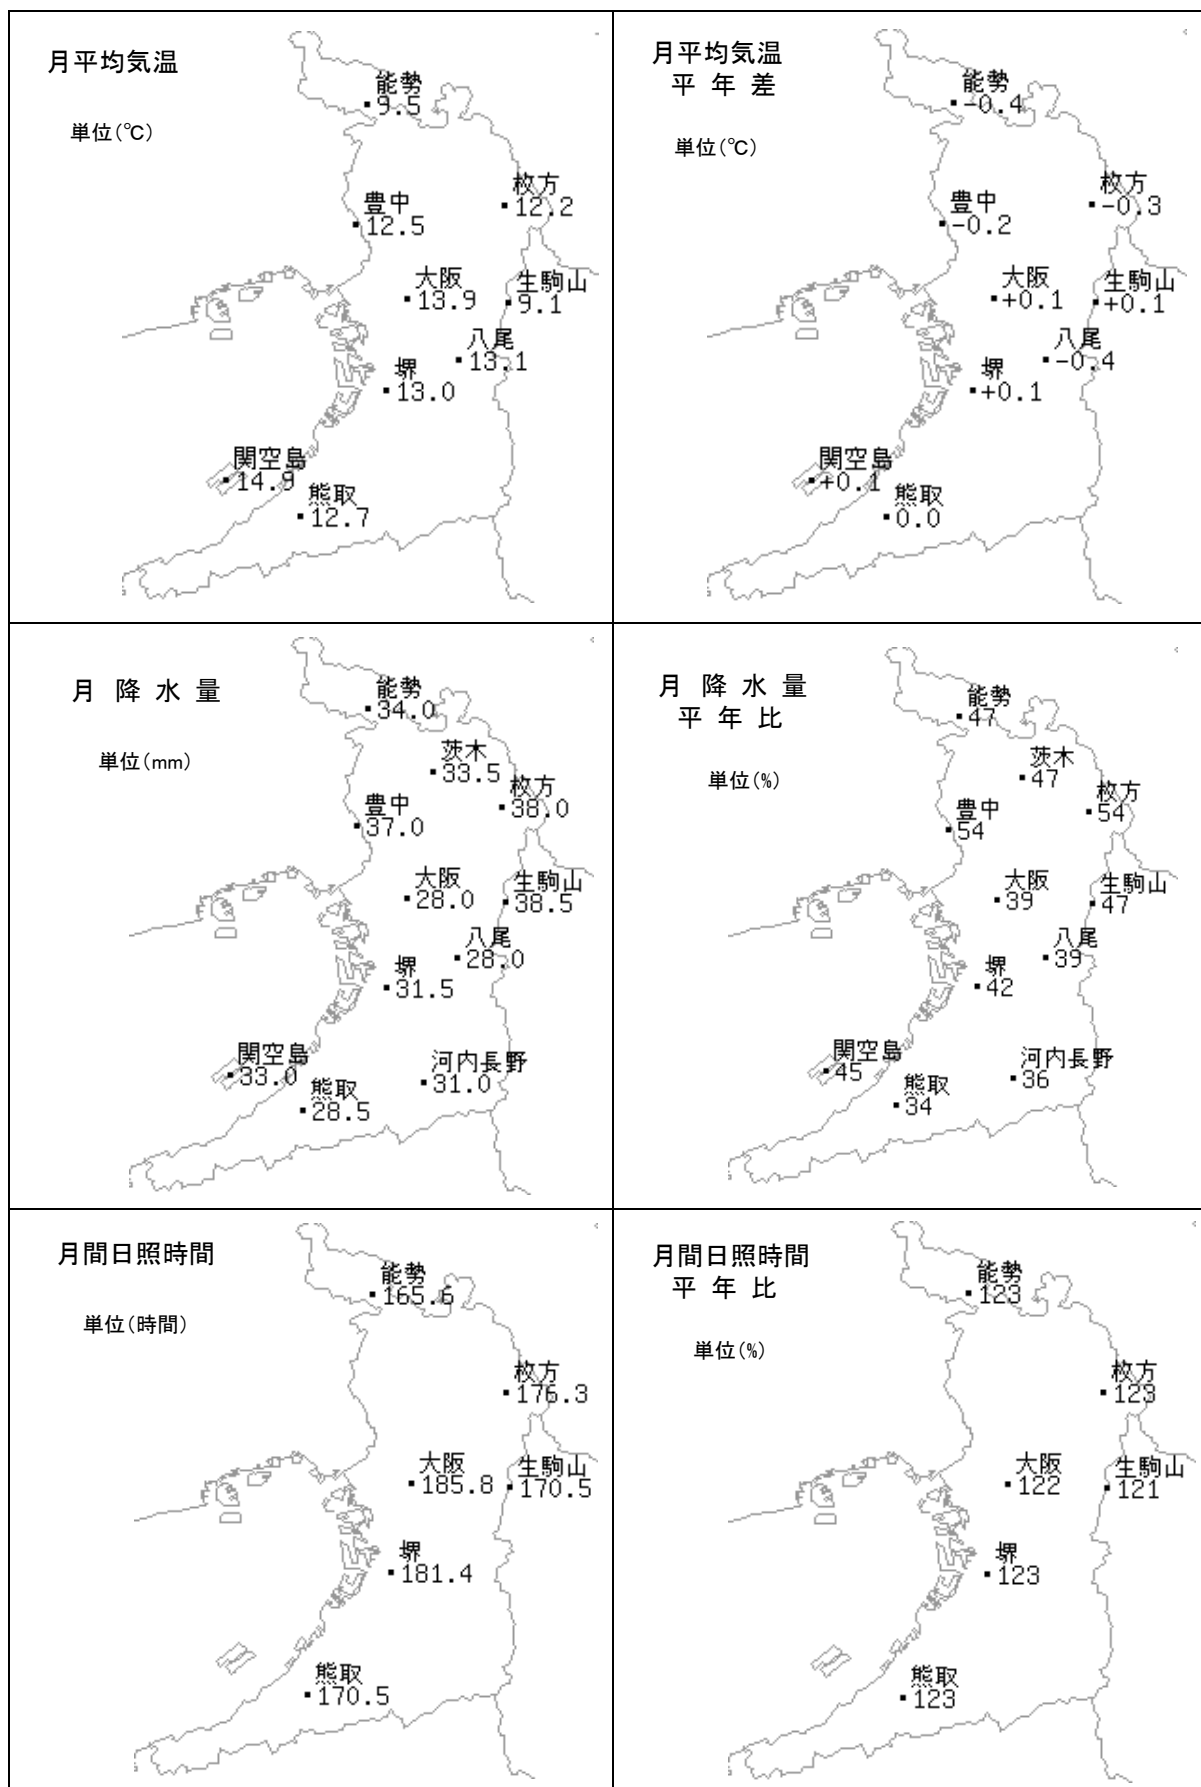 月平均気温
単位(℃)
能勢
9.5
枚方
12.2
豊中
12.5
大阪
13.9
生駒山
9.1
八尾
13.1
堺
13.0
関空島
14.9
熊取
12.7
月平均気温
平 年 差
単位(℃)
能勢
-0.4
枚方
-0.3
豊中
-0.2
大阪
+0.1
生駒山
+0.1
八尾
-0.4
堺
+0.1
関空島
+0.1
熊取
0.0
月 降 水 量
単位(mm)
能勢
34.0
茨木
33.5
枚方
38.0
豊中
37.0
大阪
28.0
生駒山
38.5
八尾
28.0
堺
31.5
関空島
33.0
河内長野
31.0
熊取
28.5
月 降 水 量
平 年 比
単位(%)
能勢
47
茨木
47
枚方
54
豊中
54
大阪
39
生駒山
47
八尾
39
堺
42
関空島
45
河内長野
36
熊取
34
月間日照時間
単位(時間)
能勢
165.6
枚方
176.3
大阪
185.8
生駒山
170.5
堺
181.4
熊取
170.5
月間日照時間
平 年 比
単位(%)
能勢
123
枚方
123
大阪
122
生駒山
121
堺
123
熊取
123